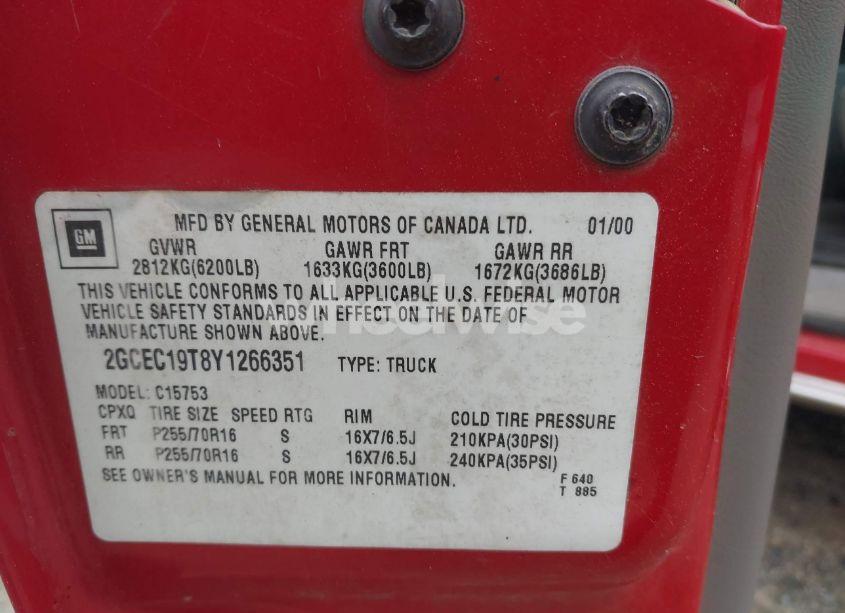 GM
MFD BY GENERAL MOTORS OF CANADA LTD. 01/00
GVWR GAWR FRT GAWR RR
2812KG(6200LB) 1633KG(3600LB) 1672KG(3686LB)
THIS VEHICLE CONFORMS TO ALL APPLICABLE U.S. FEDERAL MOTOR
VEHICLE SAFETY STANDARDS IN EFFECT ON THE DATE OF
MANUFACTURE SHOWN ABOVE.
2GCEC19T8Y1266351 TYPE: TRUCK
MODEL: C15753
CPXQ TIRE SIZE SPEED RTG RIM COLD TIRE PRESSURE
FRT P255/70R16 S 16X7/6.5J 210KPA(30PSI)
RR P255/70R16 S 16X7/6.5J 240KPA(35PSI)
SEE OWNER'S MANUAL FOR MORE INFORMATION. F 640
T 885